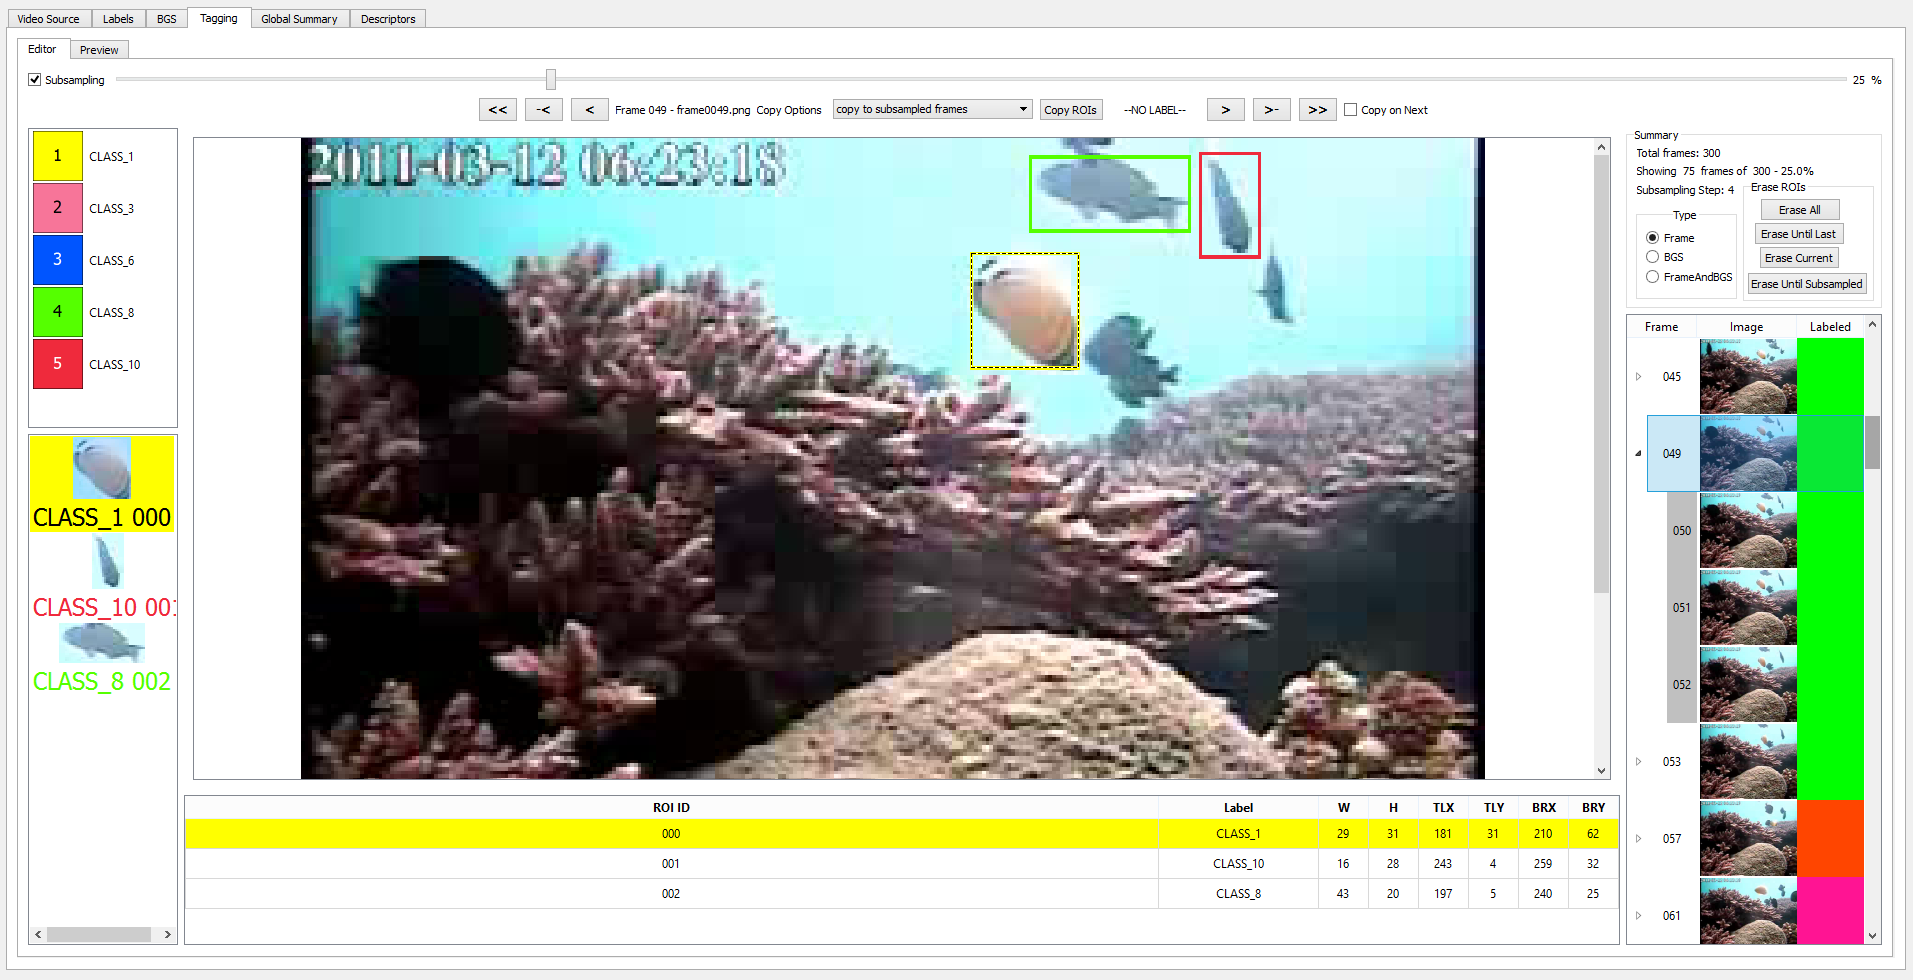 Video Source Labels BGS Tagging Global Summary Descriptors
Editor Preview
Subsampling 25 %
<< -< < Frame 049 - frame0049.png Copy Options copy to subsampled frames Copy ROIs --NO LABEL-- > >- >> Copy on Next
1 CLASS_1
2 CLASS_3
3 CLASS_6
4 CLASS_8
5 CLASS_10
CLASS_1 000
CLASS_10 001
CLASS_8 002
2011-03-12 06:23:18
ROI ID Label W H TLX TLY BRX BRY
000 CLASS_1 29 31 181 31 210 62
001 CLASS_10 16 28 243 4 259 32
002 CLASS_8 43 20 197 5 240 25
Summary
Total frames: 300
Showing 75 frames of 300 - 25.0%
Subsampling Step: 4
Type
Frame
BGS
FrameAndBGS
Erase ROIs
Erase All
Erase Until Last
Erase Current
Erase Until Subsampled
Frame Image Labeled
045
049
050
051
052
053
057
061